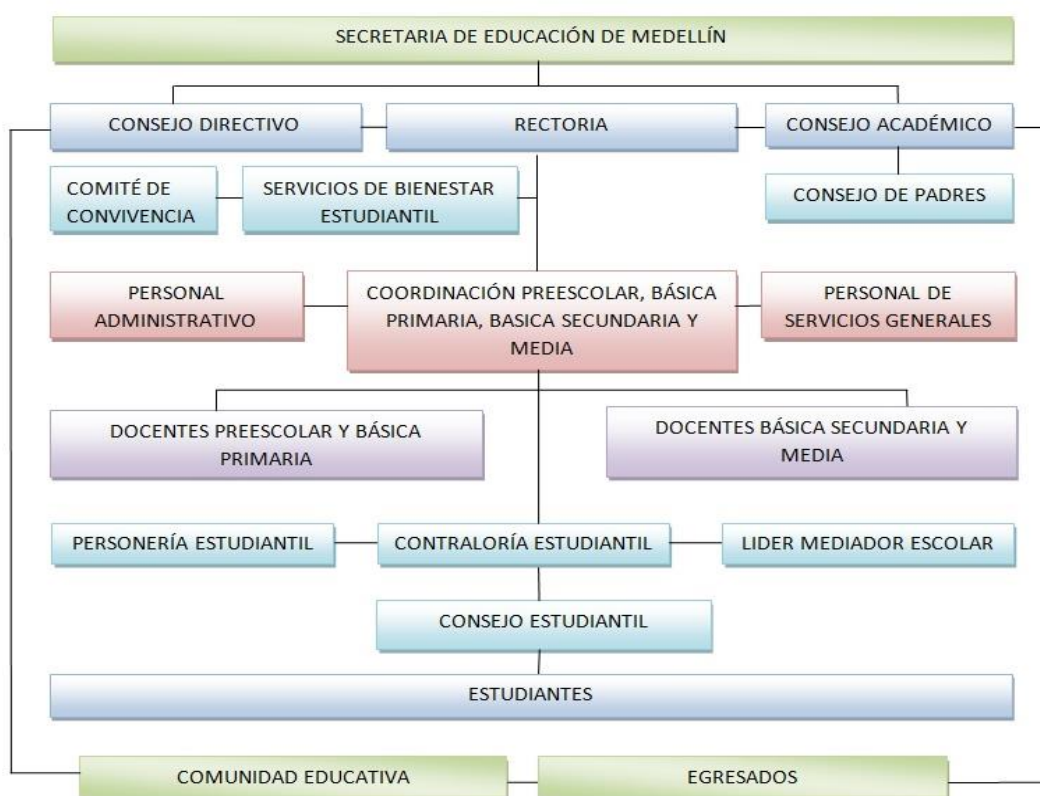 SECRETARIA DE EDUCACIÓN DE MEDELLÍN
CONSEJO DIRECTIVO
RECTORIA
CONSEJO ACADÉMICO
COMITÉ DE
CONVIVENCIA
SERVICIOS DE BIENESTAR
ESTUDIANTIL
CONSEJO DE PADRES
PERSONAL
ADMINISTRATIVO
COORDINACIÓN PREESCOLAR, BÁSICA
PRIMARIA, BASICA SECUNDARIA Y
MEDIA
PERSONAL DE
SERVICIOS GENERALES
DOCENTES PREESCOLAR Y BÁSICA
PRIMARIA
DOCENTES BÁSICA SECUNDARIA Y
MEDIA
PERSONERÍA ESTUDIANTIL
CONTRALORÍA ESTUDIANTIL
LIDER MEDIADOR ESCOLAR
CONSEJO ESTUDIANTIL
ESTUDIANTES
COMUNIDAD EDUCATIVA
EGRESADOS